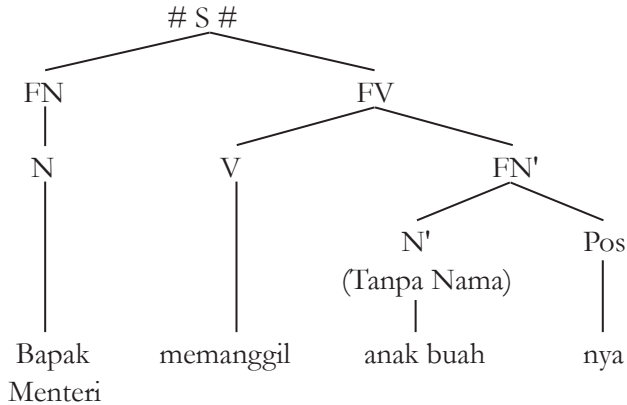 # S #
FN FV
N V FN'
N' Pos
(Tanpa Nama)
Bapak memanggil anak buah nya
Menteri